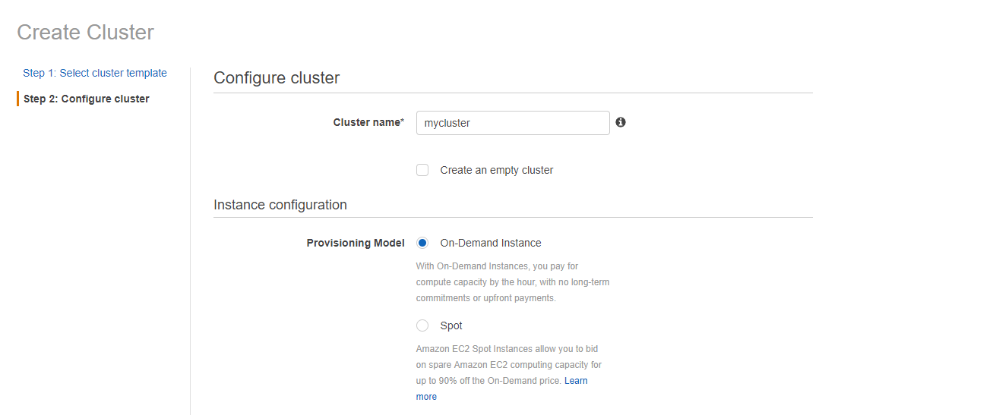 Create Cluster
Step 1: Select cluster template
Step 2: Configure cluster
Configure cluster
Cluster name*
mycluster
Create an empty cluster
Instance configuration
Provisioning Model
On-Demand Instance
With On-Demand Instances, you pay for
compute capacity by the hour, with no long-term
commitments or upfront payments.
Spot
Amazon EC2 Spot Instances allow you to bid
on spare Amazon EC2 computing capacity for
up to 90% off the On-Demand price. Learn
more